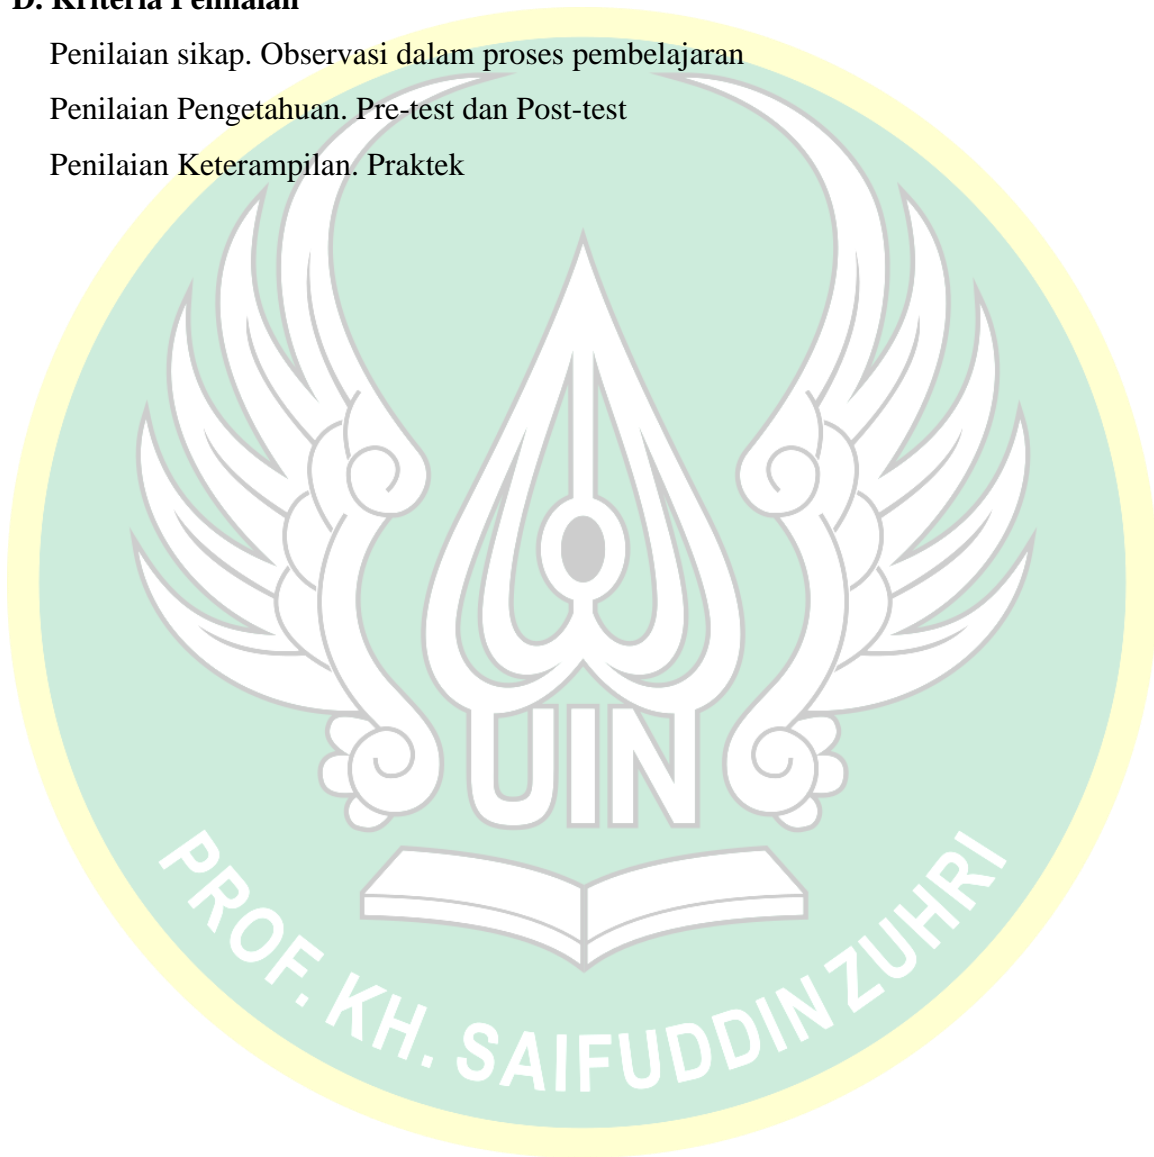 D. Kriteria Penilaian
Penilaian sikap. Observasi dalam proses pembelajaran
Penilaian Pengetahuan. Pre-test dan Post-test
Penilaian Keterampilan. Praktek
UIN
PROF. KH. SAIFUDDIN ZUHRI